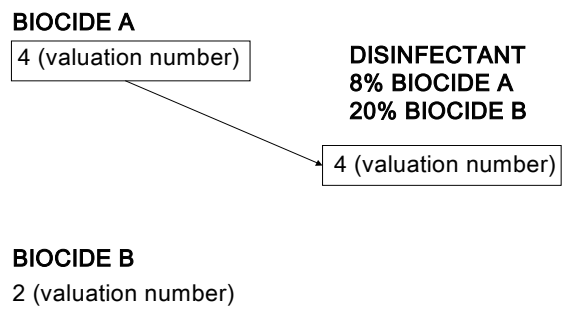 BIOCIDE A
4 (valuation number)
DISINFECTANT
8% BIOCIDE A
20% BIOCIDE B
4 (valuation number)
BIOCIDE B
2 (valuation number)